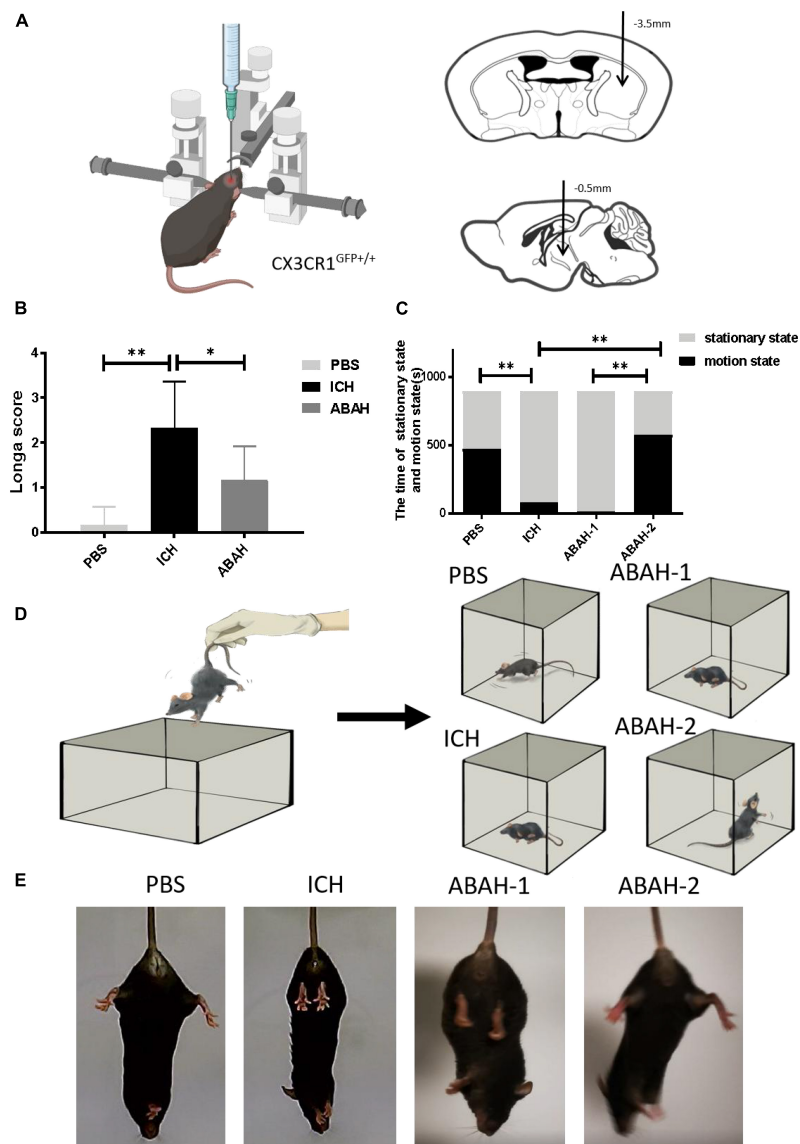 A
-3.5mm
-0.5mm
CX3CR1GFP+/+
B
Longa score
4
3
2
1
0
**
*
PBS
ICH
ABAH
PBS
ICH
ABAH
C
The time of stationary state
and motion state(s)
1000
500
0
**
**
**
stationary state
motion state
PBS
ICH
ABAH-1
ABAH-2
D
PBS
ABAH-1
ICH
ABAH-2
E
PBS
ICH
ABAH-1
ABAH-2